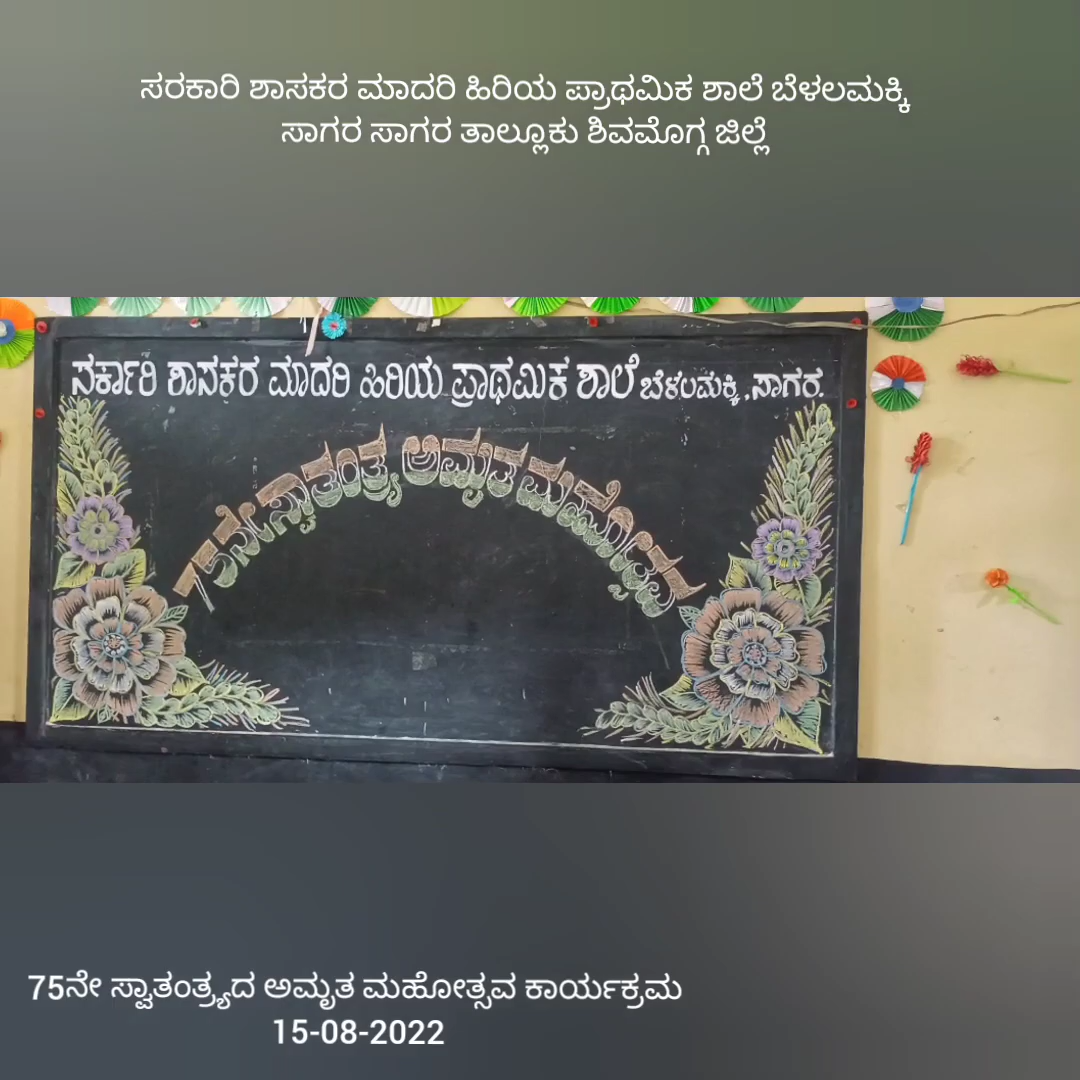 ಸರಕಾರಿ ಶಾಸಕರ ಮಾದರಿ ಹಿರಿಯ ಪ್ರಾಥಮಿಕ ಶಾಲೆ ಬೆಳಲಮಕ್ಕಿ
ಸಾಗರ ಸಾಗರ ತಾಲ್ಲೂಕು ಶಿವಮೊಗ್ಗ ಜಿಲ್ಲೆ
ಸರ್ಕಾರಿ ಶಾಸಕರ ಮಾದರಿ ಹಿರಿಯ ಪ್ರಾಥಮಿಕ ಶಾಲೆ ಬೆಳಲಮಕ್ಕಿ, ಸಾಗರ.
75ನೇ ಸ್ವಾತಂತ್ರ್ಯ ಅಮೃತ ಮಹೋತ್ಸವ
75ನೇ ಸ್ವಾತಂತ್ರ್ಯದ ಅಮೃತ ಮಹೋತ್ಸವ ಕಾರ್ಯಕ್ರಮ
15-08-2022